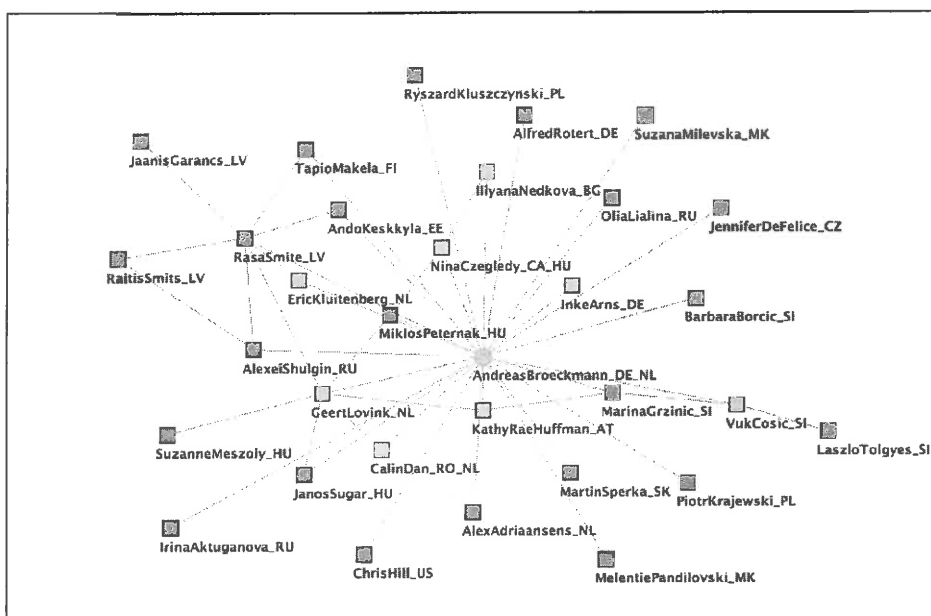 RyszardKluszczynski_PL
AlfredRotert_DE
SuzanaMilevska_MK
JaanisGarancs_LV
TapioMakela_FI
IllyanaNedkova_BG
OliaLialina_RU
AndoKeskkyla_EE
JenniferDeFelice_CZ
RasaSmite_LV
NinaCzegledy_CA_HU
RaitisSmits_LV
EricKluitenberg_NL
InkeArns_DE
BarbaraBorcic_SI
MiklosPeternak_HU
AlexeiShulgin_RU
AndreasBroeckmann_DE_NL
GeertLovink_NL
KathyRaeHuffman_AT
MarinaGrzinic_SI
VukCosic_SI
LaszloTolgyes_SI
SuzanneMeszoly_HU
CalinDan_RO_NL
JanosSugar_HU
MartinSperka_SK
PiotrKrajewski_PL
AlexAdriaansens_NL
IrinaAktuganova_RU
ChrisHill_US
MelentiePandilovski_MK